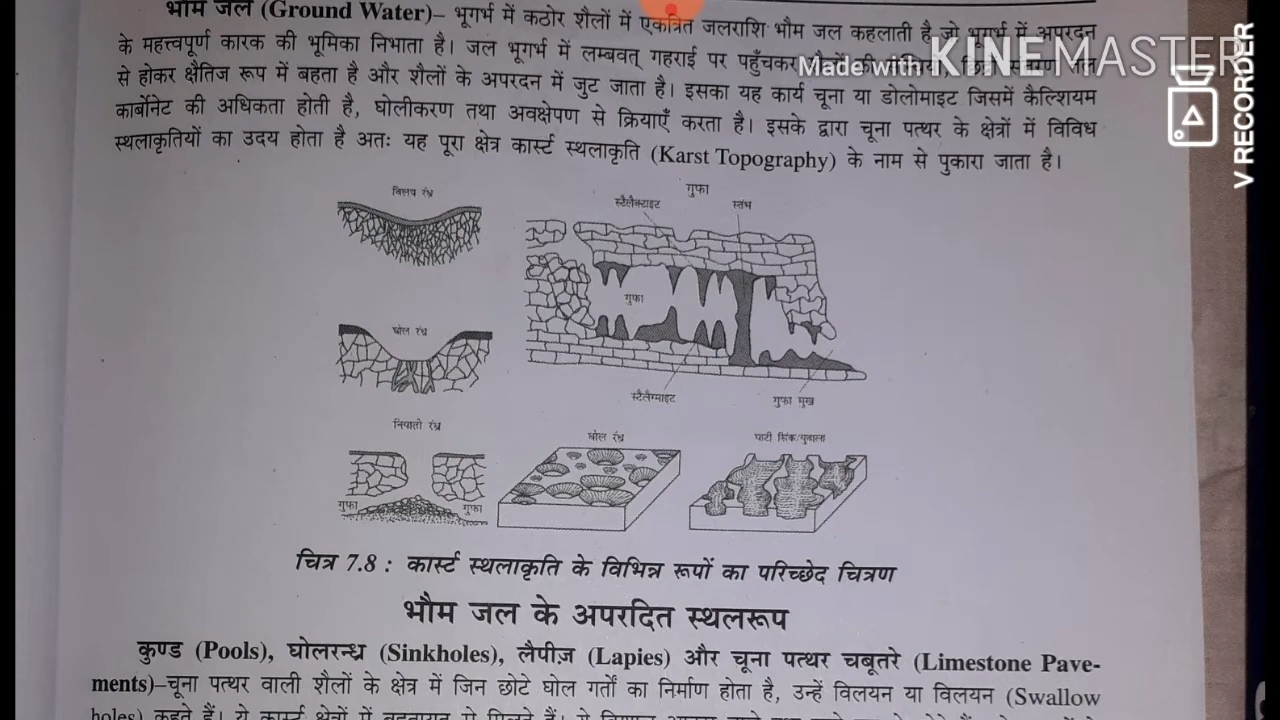 भौम जल (Ground Water)– भूगर्भ में कठोर शैलों में एकत्रित जलराशि भौम जल कहलाती है जो भूगर्भ में अपरदन
के महत्त्वपूर्ण कारक की भूमिका निभाता है। जल भूगर्भ में लम्बवत् गहराई पर पहुँचकर
Made with KINEMASTER
से होकर क्षैतिज रूप में बहता है और शैलों के अपरदन में जुट जाता है। इसका यह कार्य चूना या डोलोमाइट जिसमें कैल्शियम
कार्बोनेट की अधिकता होती है, घोलीकरण तथा अवक्षेपण से क्रियाएँ करता है। इसके द्वारा चूना पत्थर के क्षेत्रों में विविध
स्थलाकृतियों का उदय होता है अतः यह पूरा क्षेत्र कार्स्ट स्थलाकृति (Karst Topography) के नाम से पुकारा जाता है।
V RECORDER
विलय रंध्र
गुफा
स्टैलैक्टाइट
स्तंभ
गुफा
घोल रंध्र
स्टैलैग्माइट
गुफा मुख
निपातो रंध्र
घोल रंध्र
घाटी सिंक/युवाला
गुफा
गुफा
चित्र 7.8 : कार्स्ट स्थलाकृति के विभिन्न रूपों का परिच्छेद चित्रण
भौम जल के अपरदित स्थलरूप
कुण्ड (Pools), घोलरन्ध्र (Sinkholes), लैपीज़ (Lapies) और चूना पत्थर चबूतरे (Limestone Pave-
ments)–चूना पत्थर वाली शैलों के क्षेत्र में जिन छोटे घोल गर्तों का निर्माण होता है, उन्हें विलयन या विलयन (Swallow
holes) कहते हैं। ये कार्स्ट क्षेत्रों में